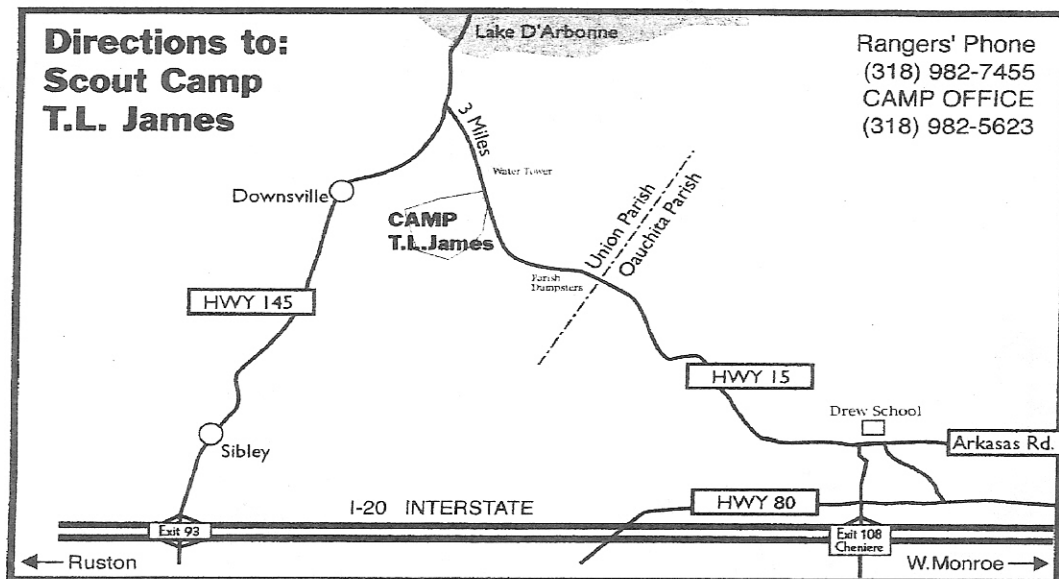 Directions to:
Scout Camp
T.L. James
Lake D'Arbonne
Rangers' Phone
(318) 982-7455
CAMP OFFICE
(318) 982-5623
3 Miles
Water Tower
Downsville
CAMP
T.L.James
Union Parish
Oauchita Parish
Parish
Dumpsters
HWY 145
HWY 15
Drew School
Arkasas Rd.
Sibley
HWY 80
I-20 INTERSTATE
Exit 93
Exit 108
Cheniere
Ruston
W.Monroe